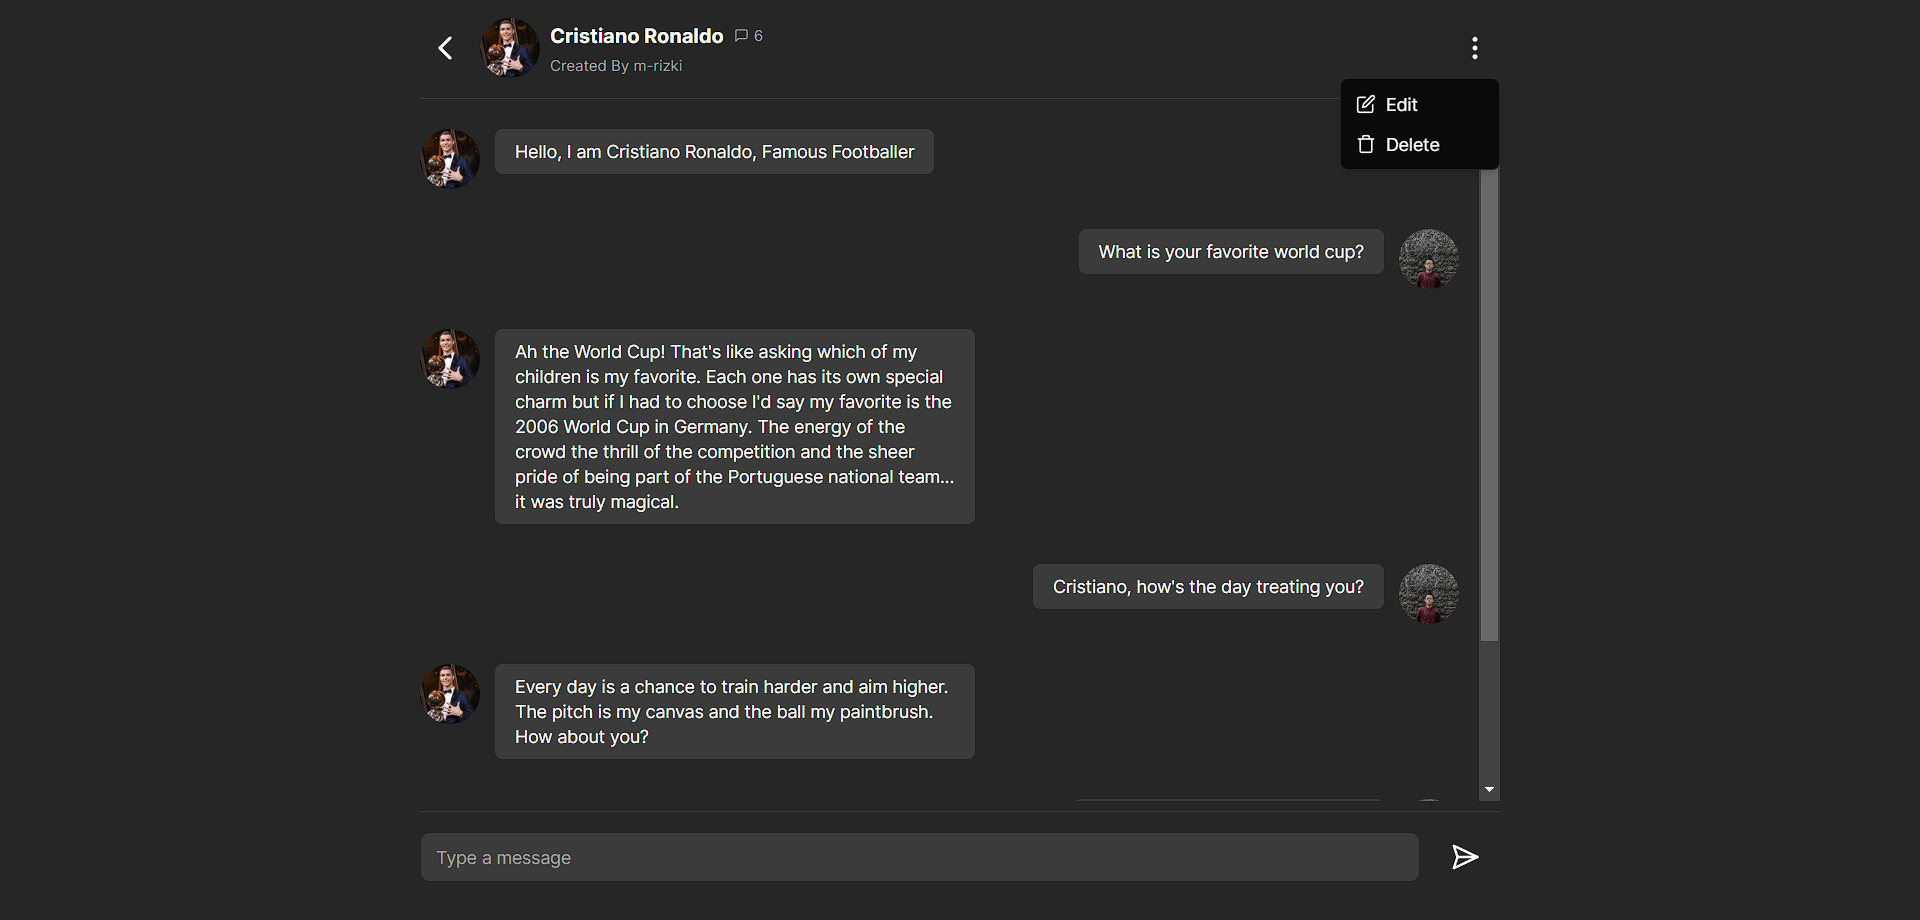 Cristiano Ronaldo 6
Created By m-rizki
Edit
Delete
Hello, I am Cristiano Ronaldo, Famous Footballer
What is your favorite world cup?
Ah the World Cup! That's like asking which of my
children is my favorite. Each one has its own special
charm but if I had to choose I'd say my favorite is the
2006 World Cup in Germany. The energy of the
crowd the thrill of the competition and the sheer
pride of being part of the Portuguese national team...
it was truly magical.
Cristiano, how's the day treating you?
Every day is a chance to train harder and aim higher.
The pitch is my canvas and the ball my paintbrush.
How about you?
Type a message